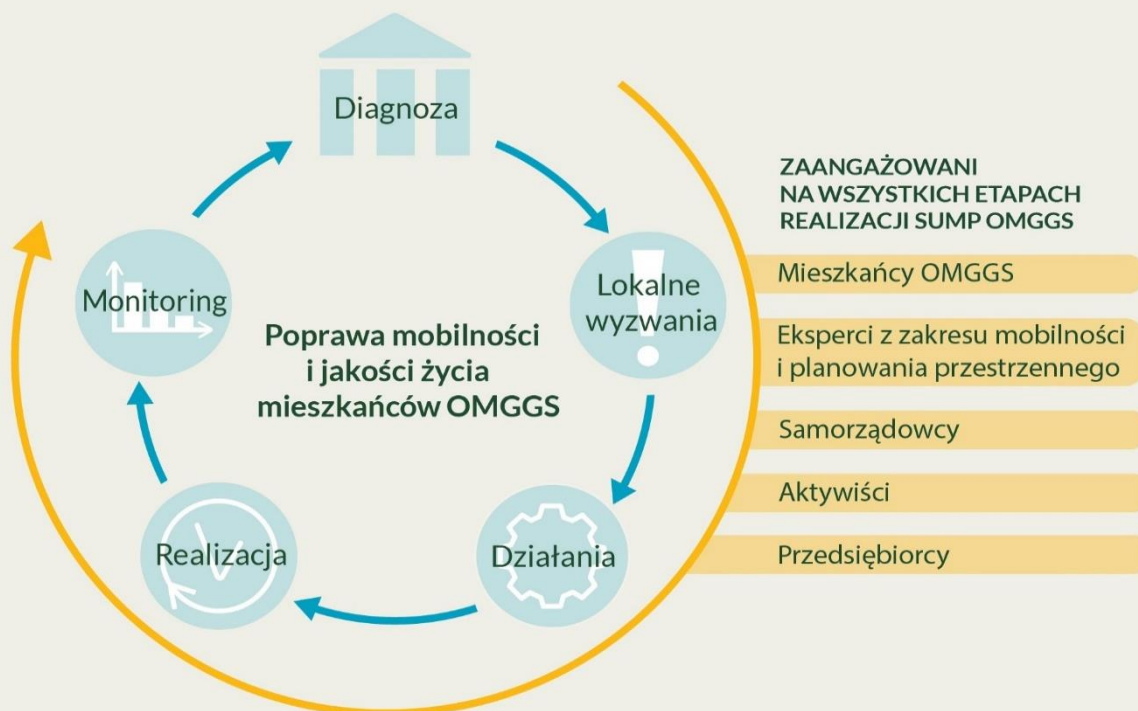 Diagnoza
Lokalne
wyzwania
Działania
Realizacja
Monitoring
Poprawa mobilności
i jakości życia
mieszkańców OMGGS
ZAANGAŻOWANI
NA WSZYSTKICH ETAPACH
REALIZACJI SUMP OMGGS
Mieszkańcy OMGGS
Eksperci z zakresu mobilności
i planowania przestrzennego
Samorządowcy
Aktywiści
Przedsiębiorcy